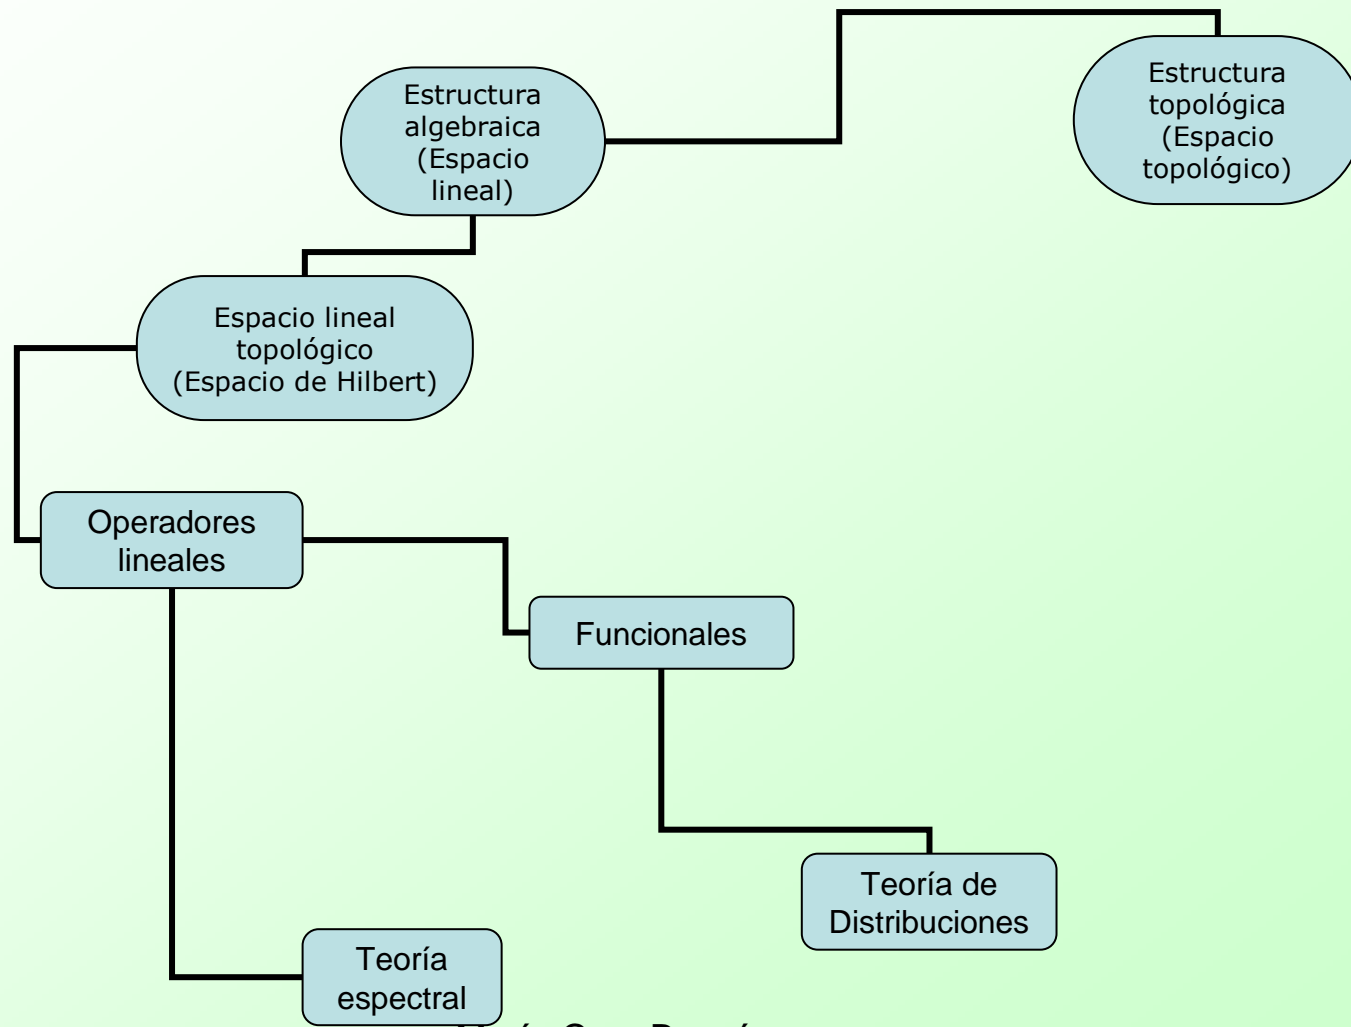 Estructura
algebraica
(Espacio
lineal)
Estructura
topológica
(Espacio
topológico)
Espacio lineal
topológico
(Espacio de Hilbert)
Operadores
lineales
Funcionales
Teoría de
Distribuciones
Teoría
espectral